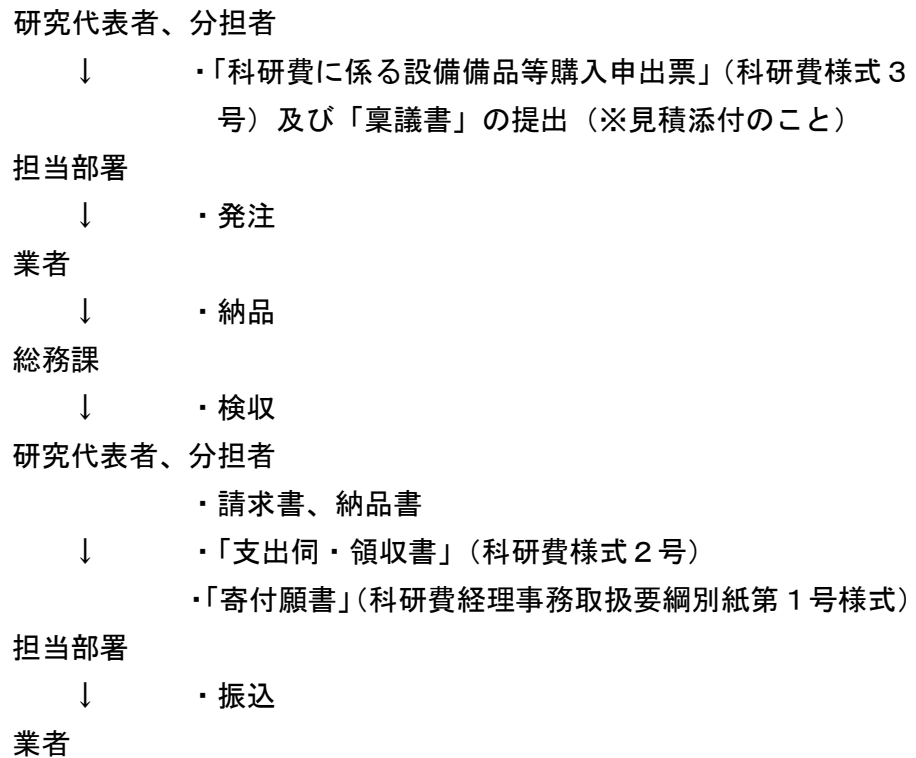 研究代表者、分担者
↓ ・「科研費に係る設備備品等購入申出票」（科研費様式３
号）及び「稟議書」の提出（※見積添付のこと）
担当部署
↓ ・発注
業者
↓ ・納品
総務課
↓ ・検収
研究代表者、分担者
・請求書、納品書
↓ ・「支出伺・領収書」（科研費様式２号）
・「寄付願書」（科研費経理事務取扱要綱別紙第１号様式）
担当部署
↓ ・振込
業者